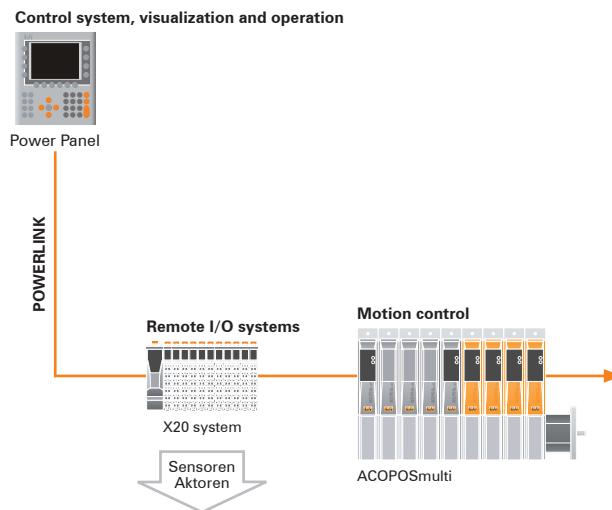 Control system, visualization and operation
Power Panel
POWERLINK
Remote I/O systems
X20 system
Sensoren
Aktoren
Motion control
ACOPOSmulti